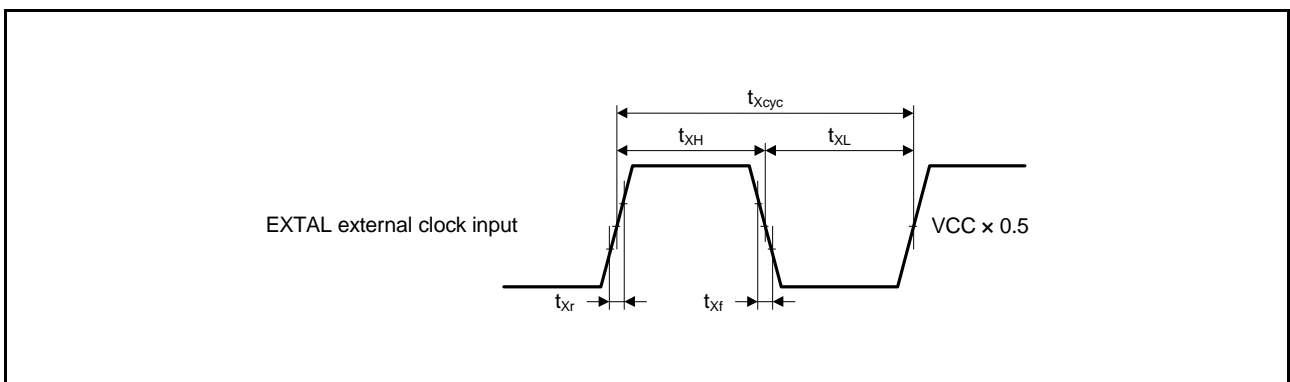 tXcyc
tXH
tXL
EXTAL external clock input
VCC × 0.5
tXr
tXf